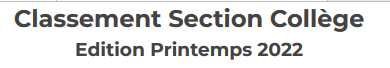 Classement Section Collège
Edition Printemps 2022